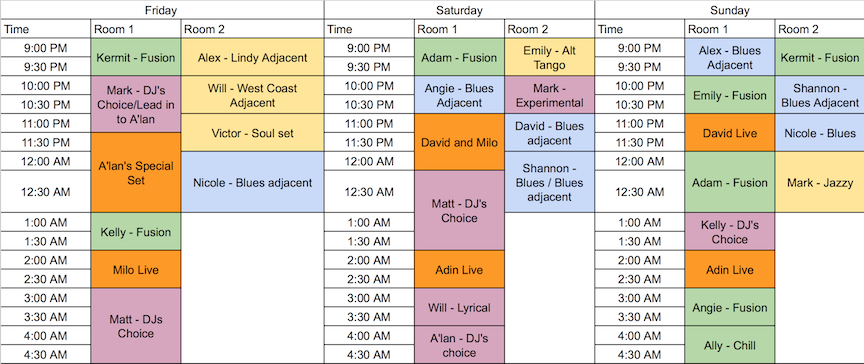 Friday Saturday Sunday
Time Room 1 Room 2 Time Room 1 Room 2 Time Room 1 Room 2
9:00 PM
9:30 PM
10:00 PM
10:30 PM
11:00 PM
11:30 PM
12:00 AM
12:30 AM
1:00 AM
1:30 AM
2:00 AM
2:30 AM
3:00 AM
3:30 AM
4:00 AM
4:30 AM
Kermit - Fusion
Mark - DJ's
Choice/Lead in
to A'lan
A'lan's Special
Set
Kelly - Fusion
Milo Live
Matt - DJs
Choice
Alex - Lindy Adjacent
Will - West Coast
Adjacent
Victor - Soul set
Nicole - Blues adjacent
9:00 PM
9:30 PM
10:00 PM
10:30 PM
11:00 PM
11:30 PM
12:00 AM
12:30 AM
1:00 AM
1:30 AM
2:00 AM
2:30 AM
3:00 AM
3:30 AM
4:00 AM
4:30 AM
Adam - Fusion
Angie - Blues
Adjacent
David and Milo
Matt - DJ's
Choice
Adin Live
Will - Lyrical
A'lan - DJ's
choice
Emily - Alt
Tango
Mark -
Experimental
David - Blues
adjacent
Shannon -
Blues / Blues
adjacent
9:00 PM
9:30 PM
10:00 PM
10:30 PM
11:00 PM
11:30 PM
12:00 AM
12:30 AM
1:00 AM
1:30 AM
2:00 AM
2:30 AM
3:00 AM
3:30 AM
4:00 AM
4:30 AM
Alex - Blues
Adjacent
Emily - Fusion
David Live
Adam - Fusion
Kelly - DJ's
Choice
Adin Live
Angie - Fusion
Ally - Chill
Kermit - Fusion
Shannon -
Blues Adjacent
Nicole - Blues
Mark - Jazzy